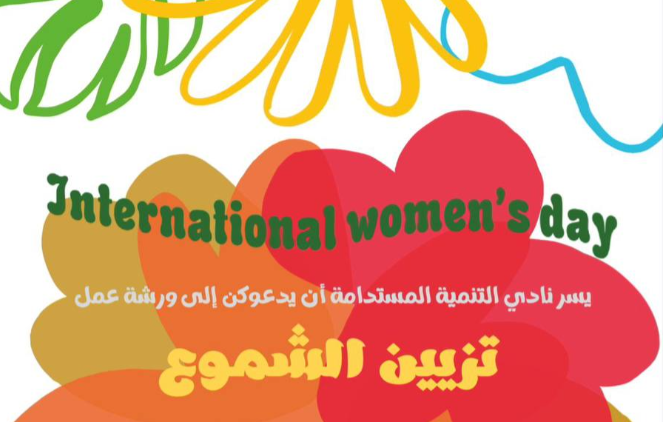 International women's day
يسر نادي التنمية المستدامة أن يدعوكن إلى ورشة عمل
تزيين الشموع